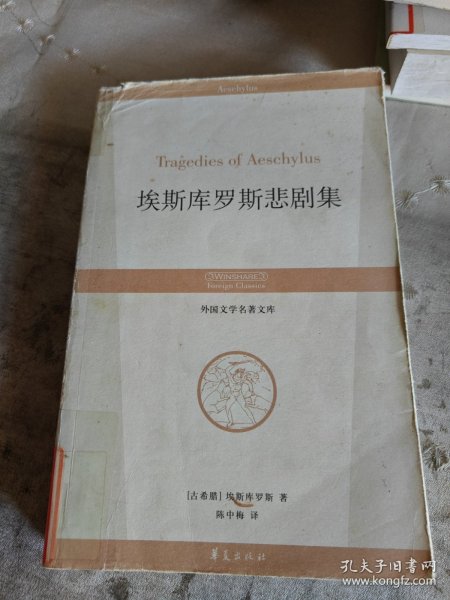 Aeschylus
Tragedies of Aeschylus
埃斯库罗斯悲剧集
WINSHARE
Foreign Classics
外国文学名著文库
[古希腊] 埃斯库罗斯 著
陈中梅 译
华夏出版社
孔夫子旧书网
www.kongfz.com